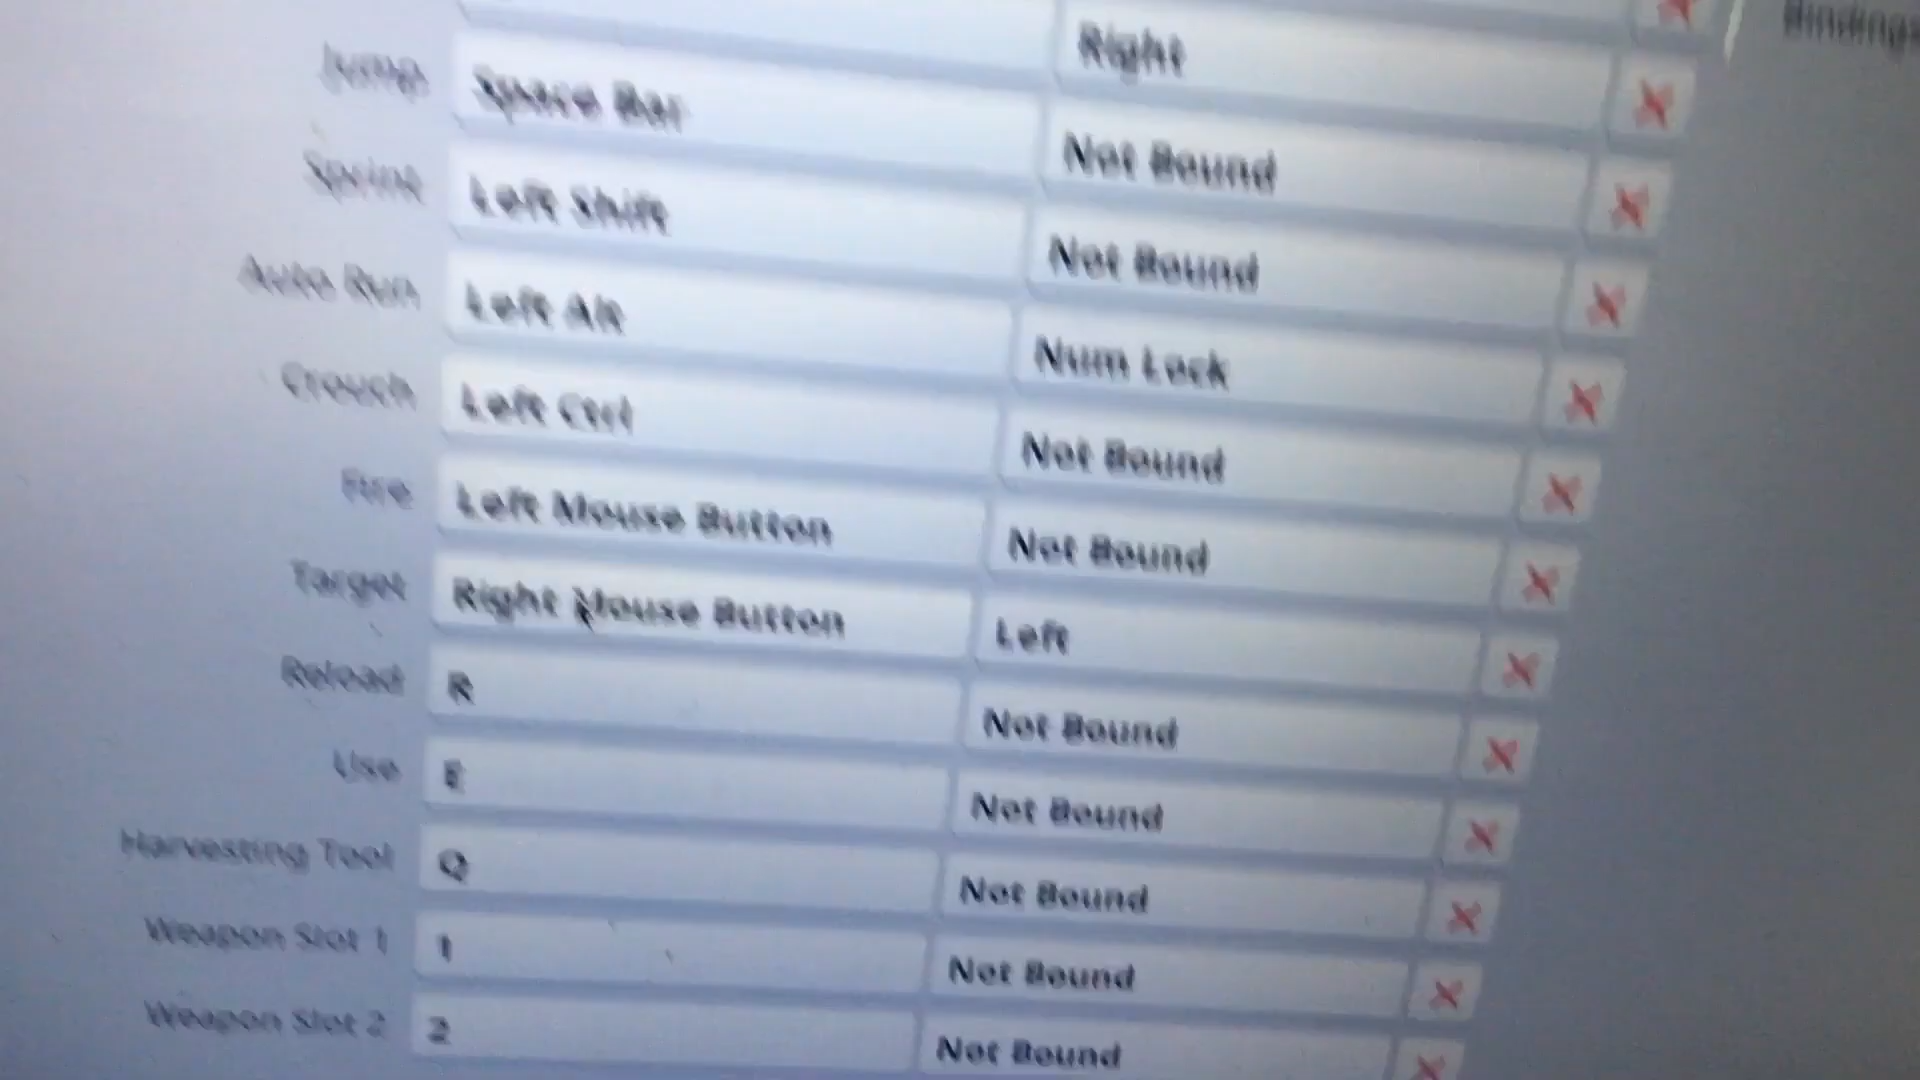 Right
Bindings
Jump Space Bar Not Bound
Sprint Left Shift Not Bound
Auto Run Left Alt Num Lock
Crouch Left Ctrl Not Bound
Fire Left Mouse Button Not Bound
Target Right Mouse Button Left
Reload R Not Bound
Use E Not Bound
Harvesting Tool Q Not Bound
Weapon Slot 1 1 Not Bound
Weapon Slot 2 2 Not Bound